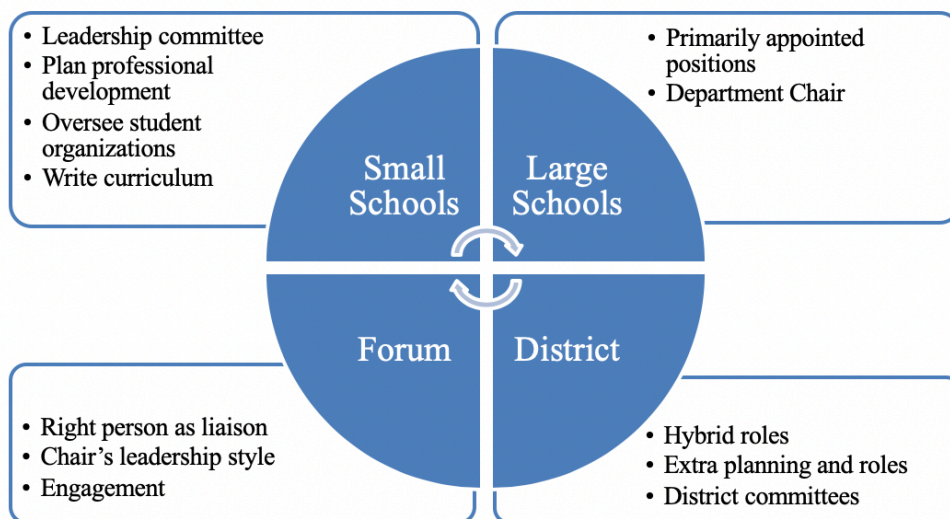 • Leadership committee
• Plan professional
development
• Oversee student
organizations
• Write curriculum
• Primarily appointed
positions
• Department Chair
Small
Schools
Large
Schools
Forum
District
• Right person as liaison
• Chair’s leadership style
• Engagement
• Hybrid roles
• Extra planning and roles
• District committees